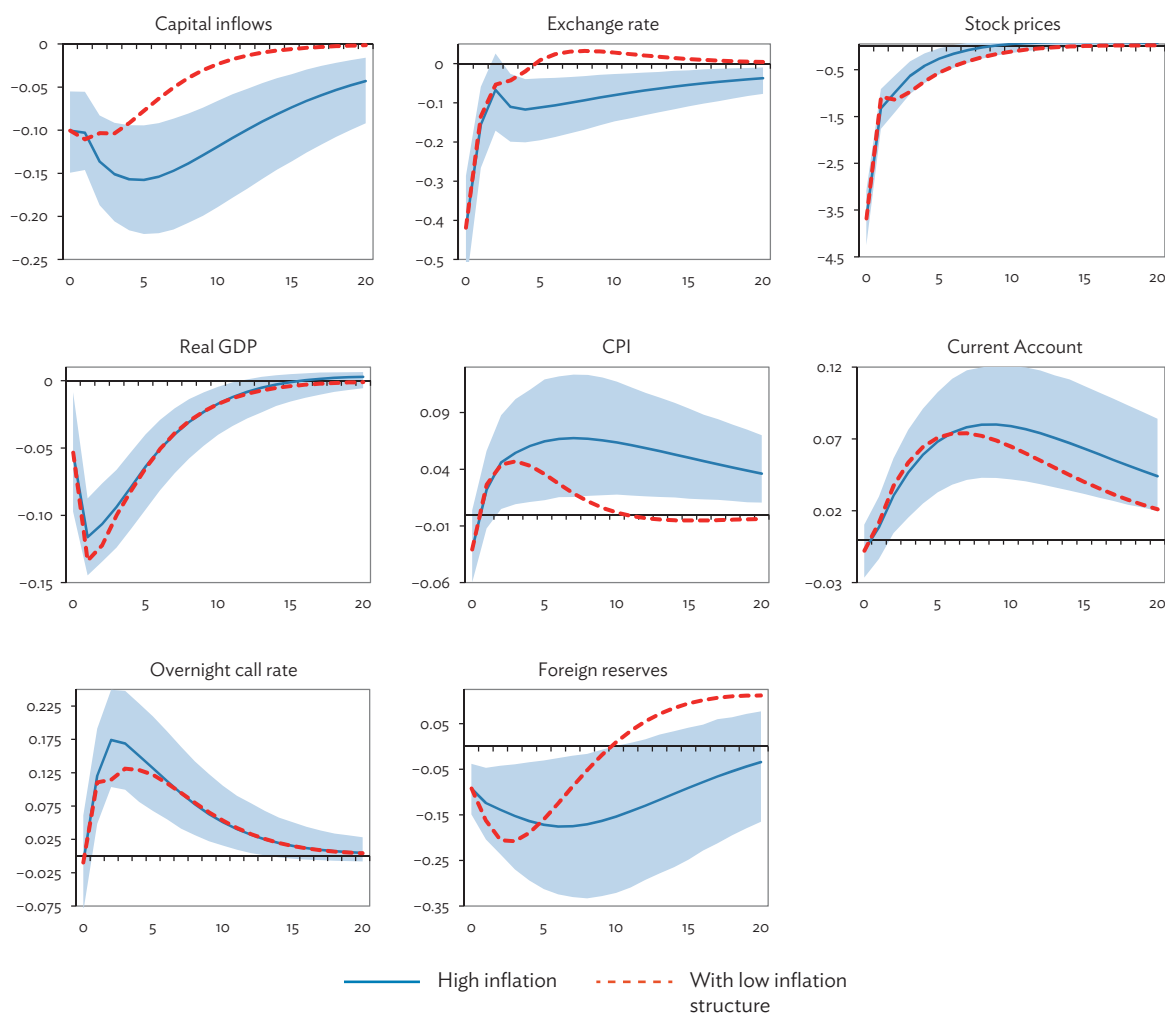 Capital inflows
0
−0.05
−0.10
−0.15
−0.20
−0.25
0 5 10 15 20
Exchange rate
0
−0.1
−0.2
−0.3
−0.4
−0.5
0 5 10 15 20
Stock prices
−0.5
−1.5
−2.5
−3.5
−4.5
0 5 10 15 20
Real GDP
0
−0.05
−0.10
−0.15
0 5 10 15 20
CPI
0.09
0.04
−0.01
−0.06
0 5 10 15 20
Current Account
0.12
0.07
0.02
−0.03
0 5 10 15 20
Overnight call rate
0.225
0.175
0.125
0.075
0.025
−0.025
−0.075
0 5 10 15 20
Foreign reserves
0.05
−0.05
−0.15
−0.25
−0.35
0 5 10 15 20
High inflation
With low inflation
structure